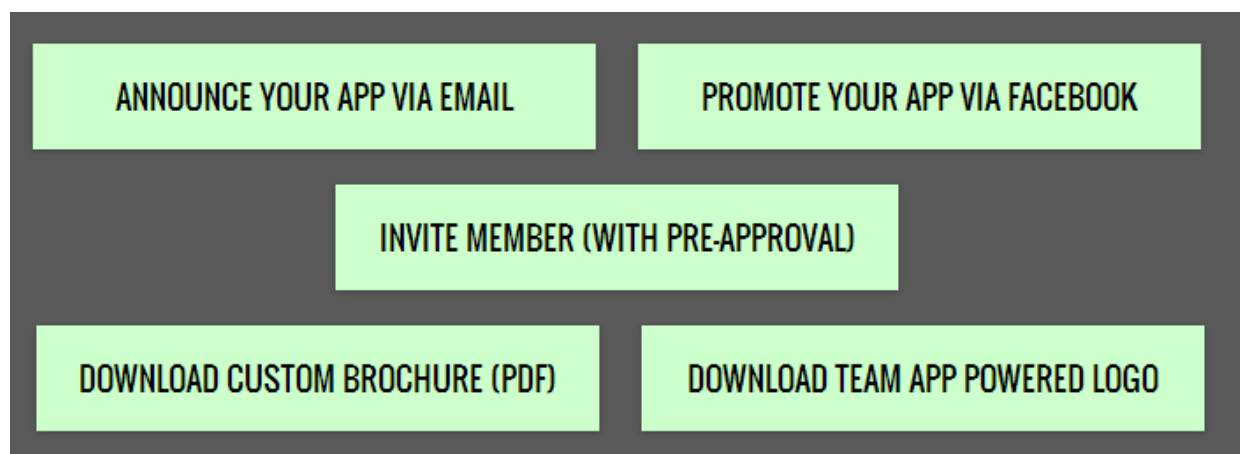 ANNOUNCE YOUR APP VIA EMAIL
PROMOTE YOUR APP VIA FACEBOOK
INVITE MEMBER (WITH PRE-APPROVAL)
DOWNLOAD CUSTOM BROCHURE (PDF)
DOWNLOAD TEAM APP POWERED LOGO